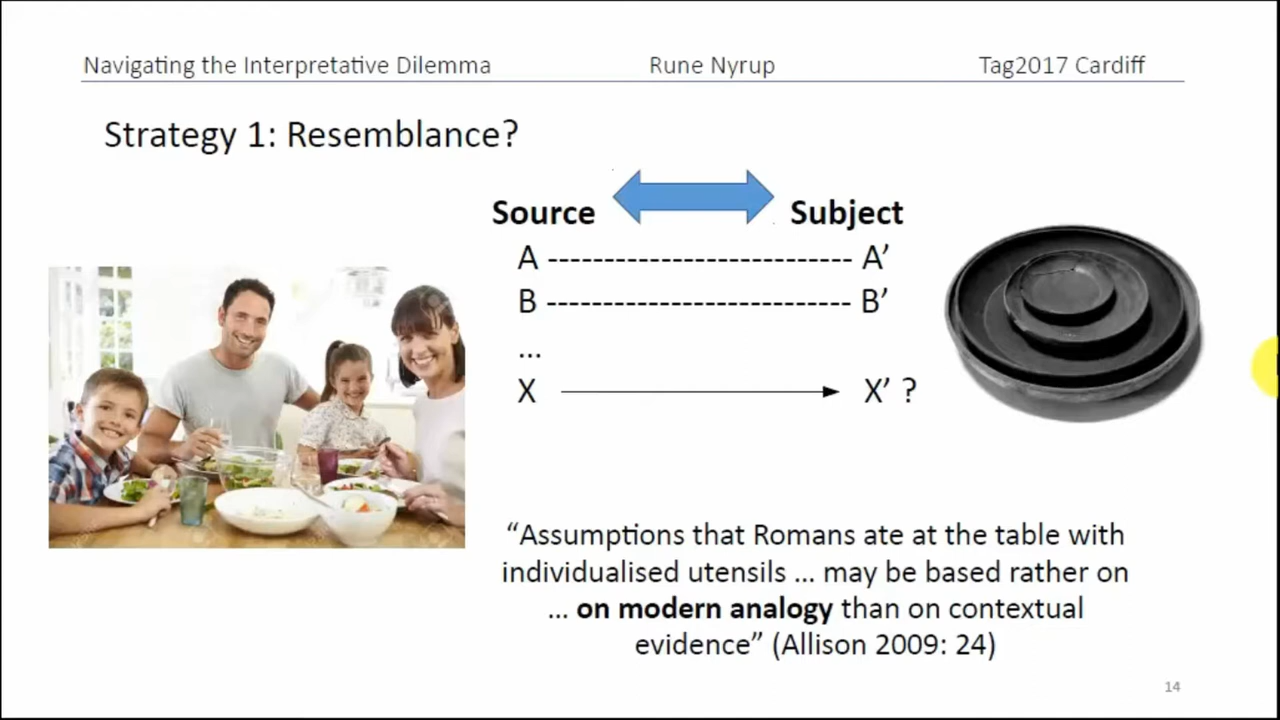 Navigating the Interpretative Dilemma Rune Nyrup Tag2017 Cardiff
Strategy 1: Resemblance?
Source Subject
A --------------------------- A’
B --------------------------- B’
...
X X’ ?
“Assumptions that Romans ate at the table with
individualised utensils ... may be based rather on
... on modern analogy than on contextual
evidence” (Allison 2009: 24)
14